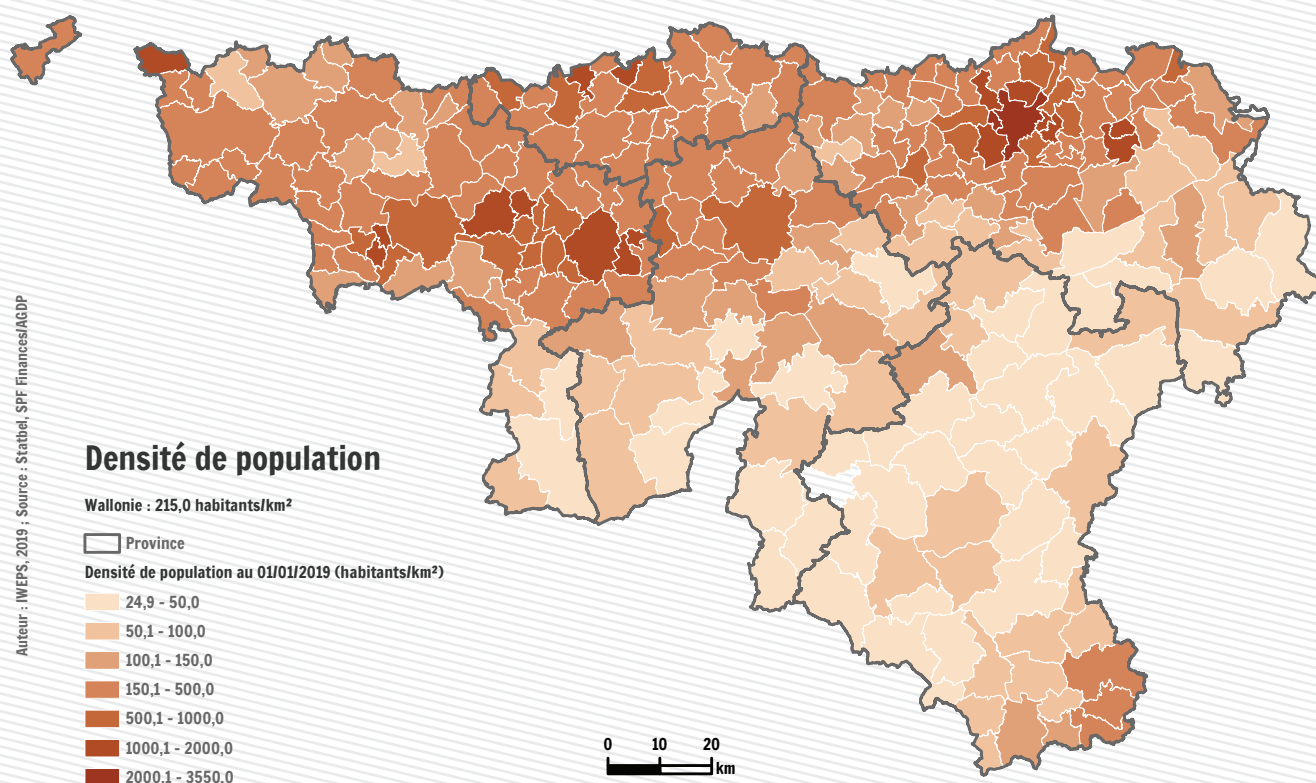 Densité de population
Wallonie : 215,0 habitants/km²
Province
Densité de population au 01/01/2019 (habitants/km²)
24,9 - 50,0
50,1 - 100,0
100,1 - 150,0
150,1 - 500,0
500,1 - 1000,0
1000,1 - 2000,0
2000,1 - 3550,0
0 10 20
km
Auteur : IWEPS, 2019 ; Source : Statbel, SPF Finances/AGDP